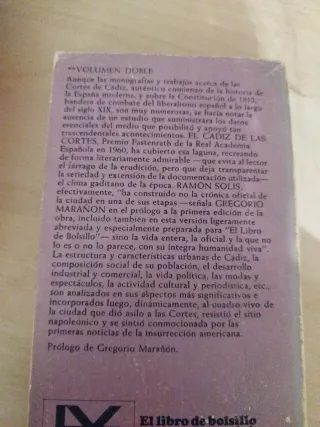 **VOLUMEN DOBLE
Aunque las monografías y trabajos acerca de las
Cortes de Cádiz, auténtico comienzo de la historia de
la España moderna, y sobre la Constitución de 1812,
bandera de combate del liberalismo español a lo largo
del siglo XIX, son muy numerosas, se hacía notar la
ausencia de un estudio que suministrara los datos
esenciales del medio que posibilitó y apoyó tan
trascendentales acontecimientos. EL CADIZ DE LAS
CORTES, Premio Fastenrath de la Real Academia
Española en 1960, ha cubierto esa laguna, recreando
de forma literariamente admirable —que evita al lector
el fárrago de la erudición, pero que deja transparentar
la seriedad y extensión de la documentación utilizada—
el clima gaditano de la época. RAMON SOLIS,
efectivamente, "ha construido no la crónica oficial de
la ciudad en una de sus etapas —señala GREGORIO
MARAÑON en el prólogo a la primera edición de la
obra, incluido también en esta versión ligeramente
abreviada y especialmente preparada para "El Libro
de Bolsillo"— sino la vida entera, la oficial y la que no
lo es o no lo parece, con su íntegra humanidad viva".
La estructura y características urbanas de Cádiz, la
composición social de su población, el desarrollo
industrial y comercial, la vida política, las modas y
espectáculos, la actividad cultural y periodística, etc.,
son analizados en sus aspectos más significativos e
incorporados luego, dinámicamente, al cuadro vivo de
la ciudad que dió asilo a las Cortes, resistió el sitio
napoleónico y se sintió conmocionada por las
primeras noticias de la insurrección americana.
Prólogo de Gregorio Marañón.
El libro de bolsillo